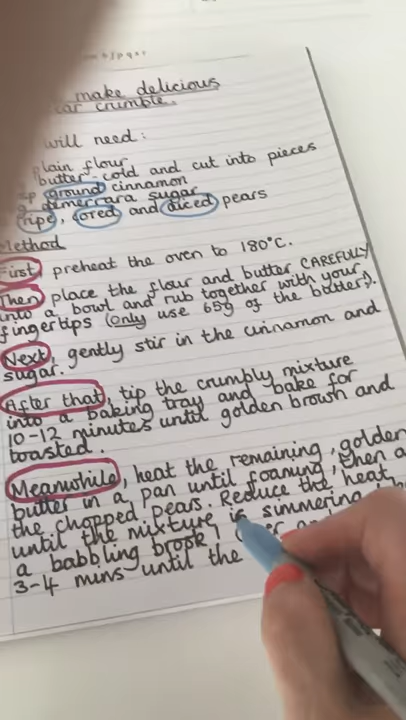 make delicious
crumble.
will need:
plain flour
butter - cold and cut into pieces
ground cinnamon
demerara sugar
ripe, cored and diced pears
Method
First, preheat the oven to 180°C.
Then place the flour and butter CAREFULLY
into a bowl and rub together with your
fingertips (Only use 65g of the butter).
Next, gently stir in the cinnamon and
sugar.
After that, tip the crumbly mixture
into a baking tray and bake for
10-12 minutes until golden brown and
toasted.
Meanwhile, heat the remaining, golden
butter in a pan until foaming, then a
the chopped pears. Reduce the heat
until the mixture is simmering
a babbling brook!
3-4 mins until the